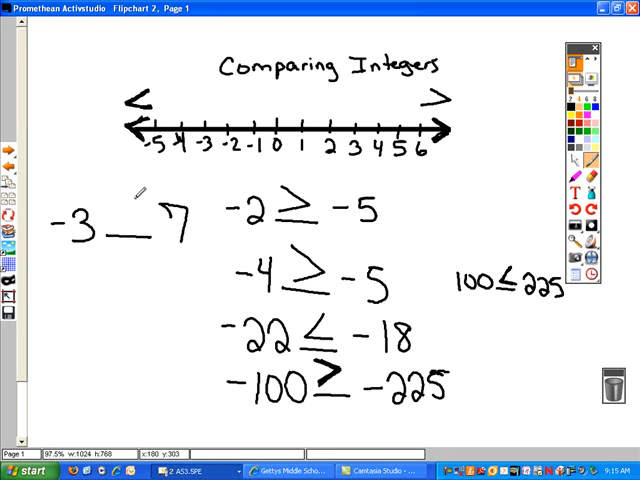 Promethean Activstudio Flipchart 2, Page 1
Comparing Integers
< >
-5 -4 -3 -2 -1 0 1 2 3 4 5 6
-3 __ 7
-2 > -5
-4 > -5
100 < 225
-22 < -18
-100 > -225
Page 1 97.5% w:1024 h:768 x:180 y:303
start 2 AS3.SPE Gettys Middle Schoo... Camtasia Studio - ... 9:15 AM